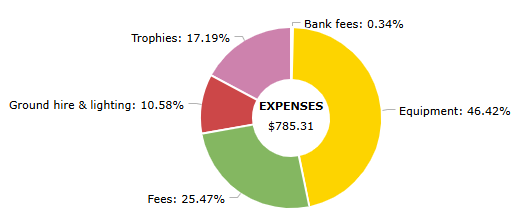 Bank fees: 0.34%
Trophies: 17.19%
Ground hire & lighting: 10.58%
EXPENSES
$785.31
Equipment: 46.42%
Fees: 25.47%